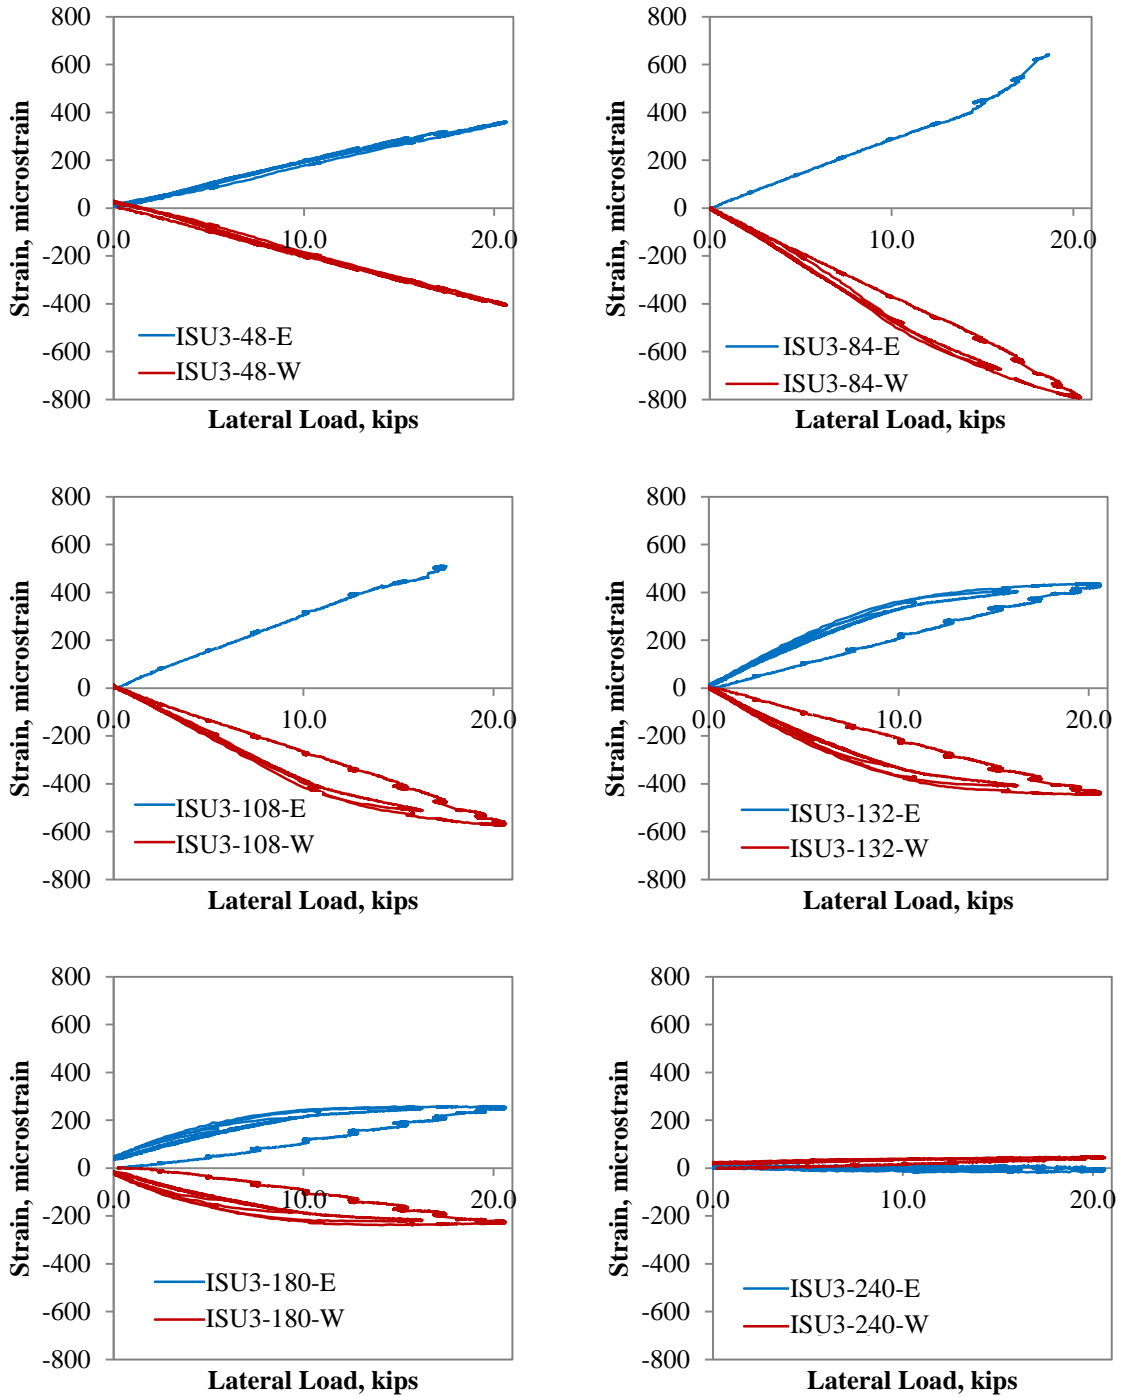 800
600
400
200
0
-200
-400
-600
-800
0.0 10.0 20.0
Strain, microstrain
Lateral Load, kips
ISU3-48-E
ISU3-48-W
800
600
400
200
0
-200
-400
-600
-800
0.0 10.0 20.0
Strain, microstrain
Lateral Load, kips
ISU3-84-E
ISU3-84-W
800
600
400
200
0
-200
-400
-600
-800
0.0 10.0 20.0
Strain, microstrain
Lateral Load, kips
ISU3-108-E
ISU3-108-W
800
600
400
200
0
-200
-400
-600
-800
0.0 10.0 20.0
Strain, microstrain
Lateral Load, kips
ISU3-132-E
ISU3-132-W
800
600
400
200
0
-200
-400
-600
-800
0.0 10.0 20.0
Strain, microstrain
Lateral Load, kips
ISU3-180-E
ISU3-180-W
800
600
400
200
0
-200
-400
-600
-800
0.0 10.0 20.0
Strain, microstrain
Lateral Load, kips
ISU3-240-E
ISU3-240-W